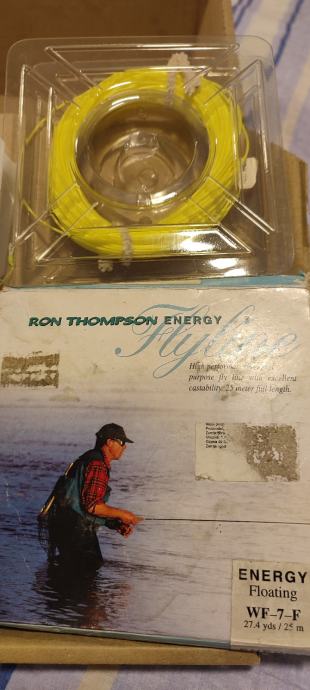 RON THOMPSON ENERGY
Flyline
High performance
purpose fly line with excellent
castability. 25 meter full length.
ENERGY
Floating
WF-7-F
27.4 yds / 25 m